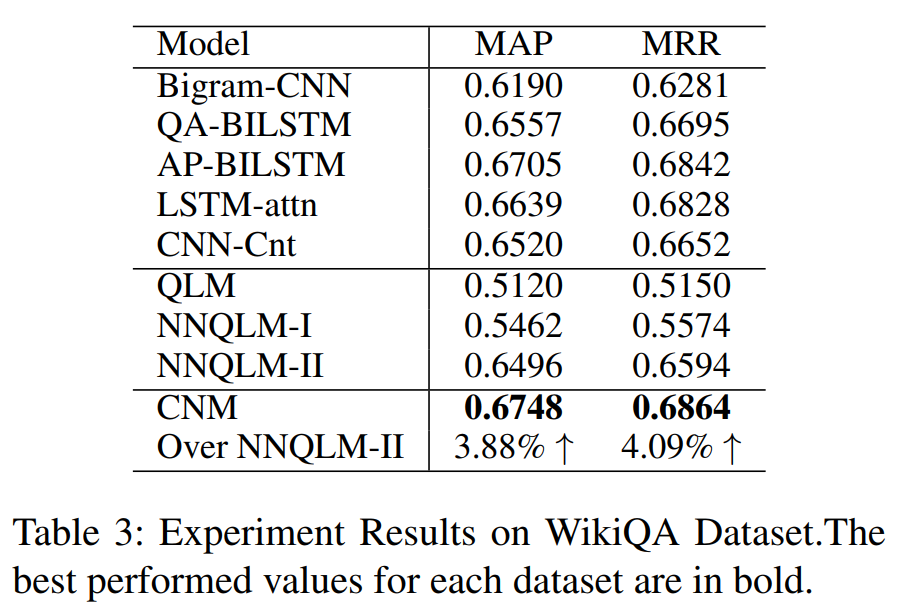 Model MAP MRR
Bigram-CNN 0.6190 0.6281
QA-BILSTM 0.6557 0.6695
AP-BILSTM 0.6705 0.6842
LSTM-attn 0.6639 0.6828
CNN-Cnt 0.6520 0.6652
QLM 0.5120 0.5150
NNQLM-I 0.5462 0.5574
NNQLM-II 0.6496 0.6594
CNM 0.6748 0.6864
Over NNQLM-II 3.88% ↑ 4.09% ↑
Table 3: Experiment Results on WikiQA Dataset.The
best performed values for each dataset are in bold.